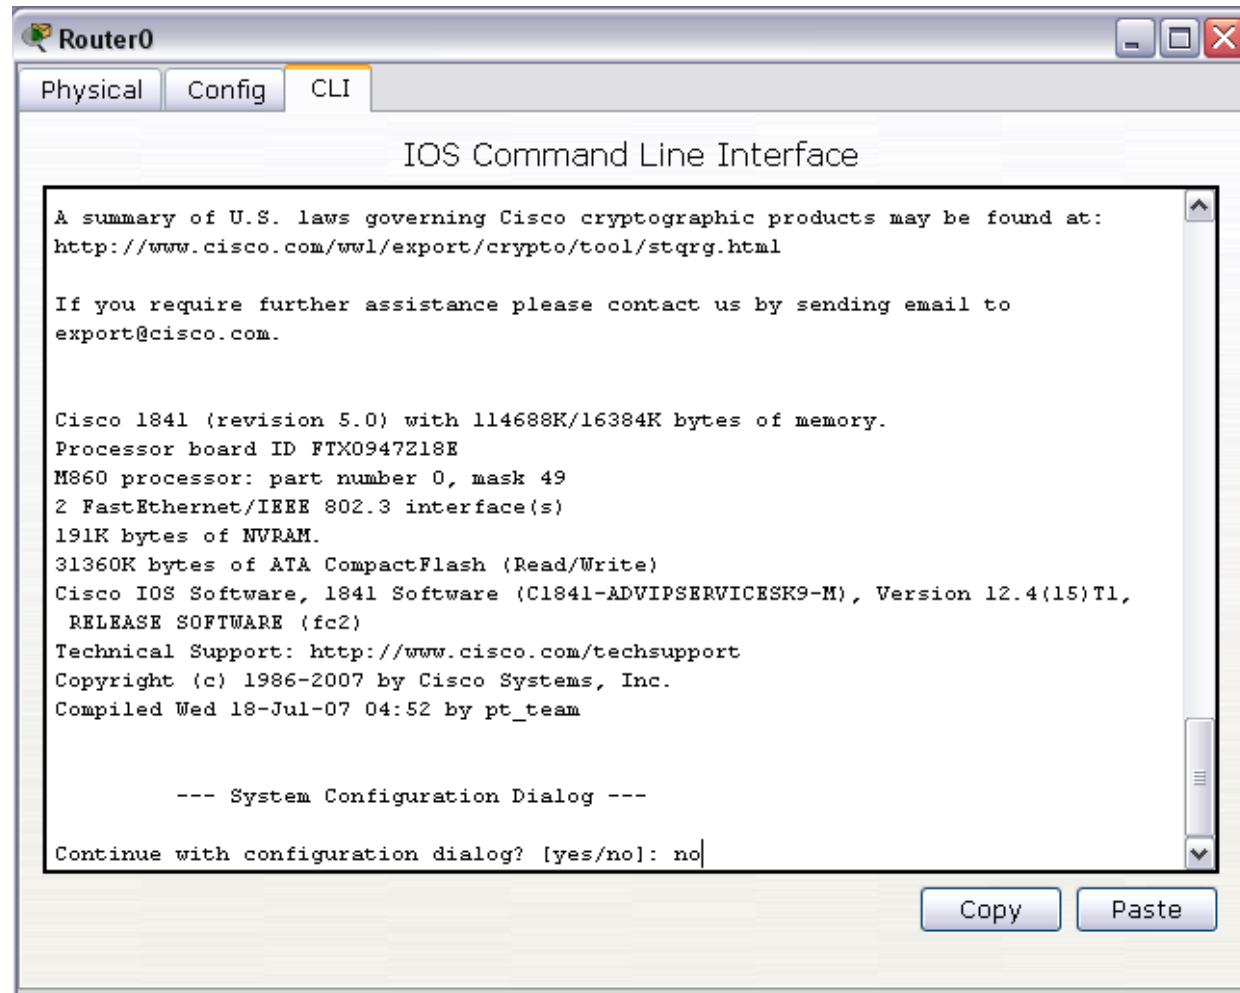 Router0
Physical
Config
CLI
IOS Command Line Interface
A summary of U.S. laws governing Cisco cryptographic products may be found at:
http://www.cisco.com/wwl/export/crypto/tool/stqrg.html
If you require further assistance please contact us by sending email to
export@cisco.com.
Cisco 1841 (revision 5.0) with 114688K/16384K bytes of memory.
Processor board ID FTX0947Z18E
M860 processor: part number 0, mask 49
2 FastEthernet/IEEE 802.3 interface(s)
191K bytes of NVRAM.
31360K bytes of ATA CompactFlash (Read/Write)
Cisco IOS Software, 1841 Software (C1841-ADVIPSERVICESK9-M), Version 12.4(15)T1,
RELEASE SOFTWARE (fc2)
Technical Support: http://www.cisco.com/techsupport
Copyright (c) 1986-2007 by Cisco Systems, Inc.
Compiled Wed 18-Jul-07 04:52 by pt_team
--- System Configuration Dialog ---
Continue with configuration dialog? [yes/no]: no
Copy
Paste